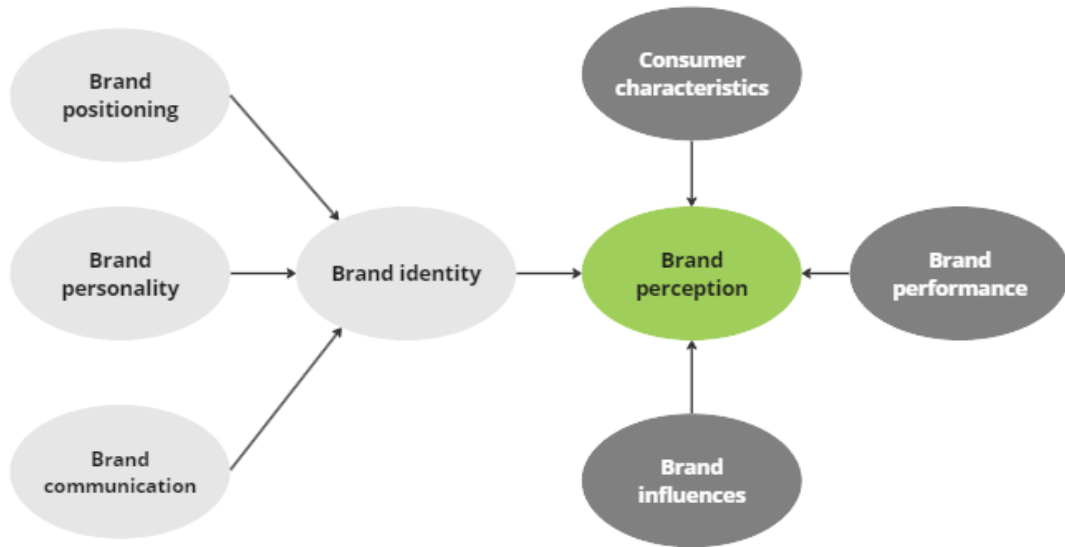 Brand
positioning
Consumer
characteristics
Brand
personality
Brand identity
Brand
perception
Brand
performance
Brand
communication
Brand
influences